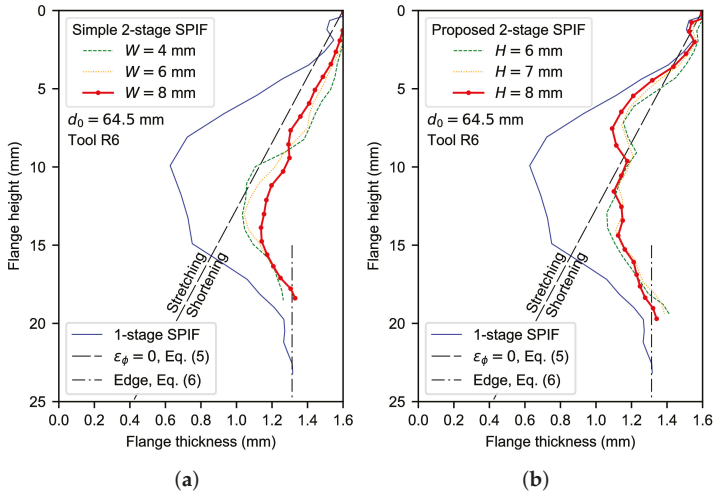 Simple 2-stage SPIF
W = 4 mm
W = 6 mm
W = 8 mm
d₀ = 64.5 mm
Tool R6
Stretching
Shortening
1-stage SPIF
εϕ = 0, Eq. (5)
Edge, Eq. (6)
0
5
10
15
20
25
Flange height (mm)
0.0 0.2 0.4 0.6 0.8 1.0 1.2 1.4 1.6
Flange thickness (mm)
(a)
Proposed 2-stage SPIF
H = 6 mm
H = 7 mm
H = 8 mm
d₀ = 64.5 mm
Tool R6
Stretching
Shortening
1-stage SPIF
εϕ = 0, Eq. (5)
Edge, Eq. (6)
0
5
10
15
20
25
Flange height (mm)
0.0 0.2 0.4 0.6 0.8 1.0 1.2 1.4 1.6
Flange thickness (mm)
(b)